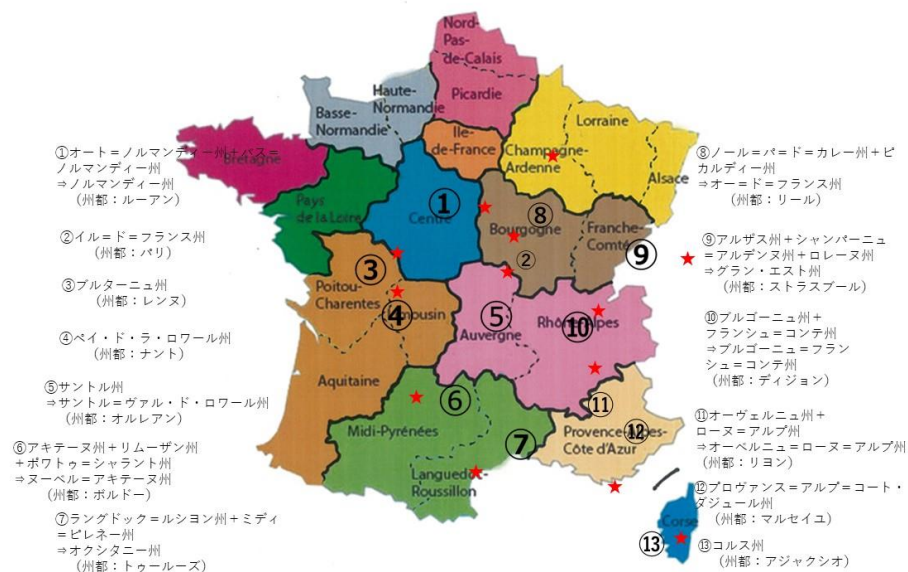 Nord-
Pas-
de-Calais
Picardie
Haute-
Normandie
Basse-
Normandie
Ile-
de-France
Champagne-
Ardenne
Lorraine
Alsace
Bretagne
Pays
de la Loire
Centre
①
Bourgogne
⑧
②
Franche-
Comté
⑨
③
Poitou-
Charentes
④
Limousin
⑤
Auvergne
Rhône-Alpes
⑩
Aquitaine
⑥
Midi-Pyrénées
⑦
Languedoc-
Roussillon
⑪
⑫
Provence-Alpes-
Côte d'Azur
Corse
⑬
①オート=ノルマンディー州+バス=
ノルマンディー州
⇒ノルマンディー州
(州都:ルーアン)
②イル=ド=フランス州
(州都:パリ)
③ブルターニュ州
(州都:レンヌ)
④ペイ・ド・ラ・ロワール州
(州都:ナント)
⑤サントル州
⇒サントル=ヴァル・ド・ロワール州
(州都:オルレアン)
⑥アキテーヌ州+リムーザン州
+ポワトゥ=シャラント州
⇒ヌーベル=アキテーヌ州
(州都:ボルドー)
⑦ラングドック=ルシヨン州+ミディ
=ピレネー州
⇒オクシタニー州
(州都:トゥールーズ)
⑧ノール=パ=ド=カレー州+ピ
カルディー州
⇒オー=ド=フランス州
(州都:リール)
⑨アルザス州+シャンパーニュ
=アルデンヌ州+ロレーヌ州
⇒グラン・エスト州
(州都:ストラスブール)
⑩ブルゴーニュ州+
フランシュ=コンテ州
⇒ブルゴーニュ=フラン
シュ=コンテ州
(州都:ディジョン)
⑪オーヴェルニュ州+
ローヌ=アルプ州
⇒オーベルニュ=ローヌ=アルプ州
(州都:リヨン)
⑫プロヴァンス=アルプ=コート・
ダジュール州
(州都:マルセイユ)
⑬コルス州
(州都:アジャクシオ)